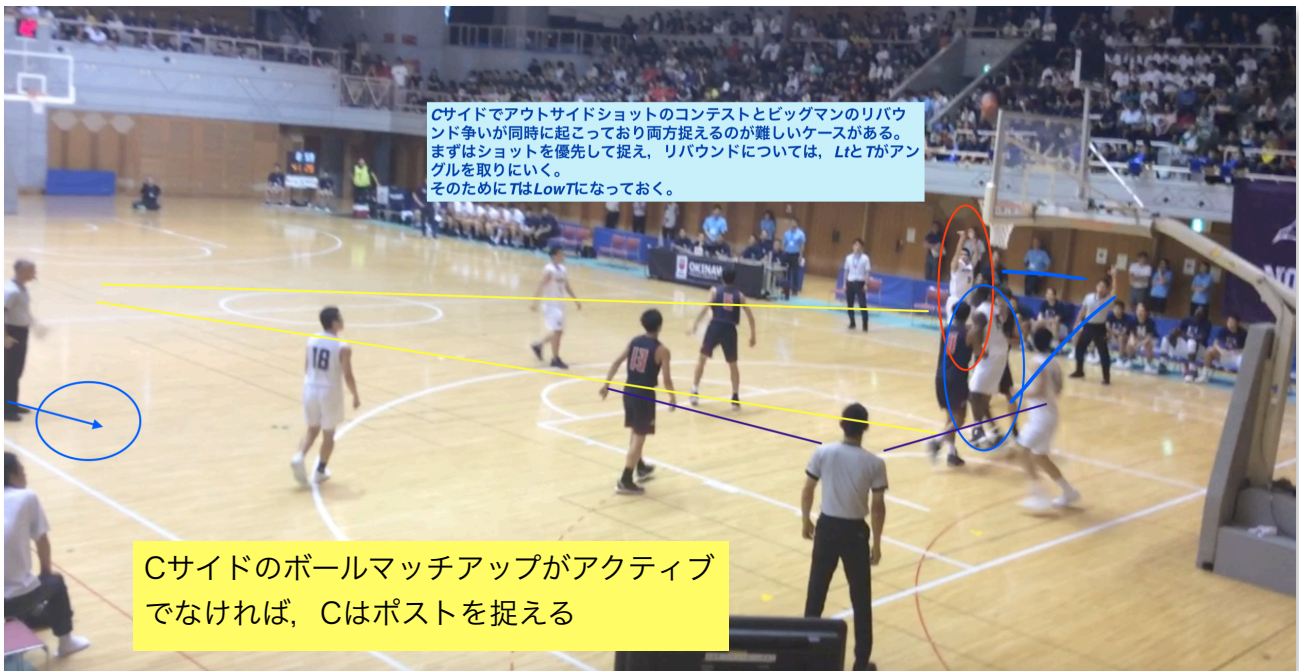 Cサイドでアウトサイドショットのコンテストとビッグマンのリバウ
ンド争いが同時に起こっており両方捉えるのが難しいケースがある。
まずはショットを優先して捉え，リバウンドについては，LtとTがアン
グルを取りにいく。
そのためにTはLowTになっておく。
OKINAW
18
13
NO
Cサイドのボールマッチアップがアクティブ
でなければ，Cはポストを捉える